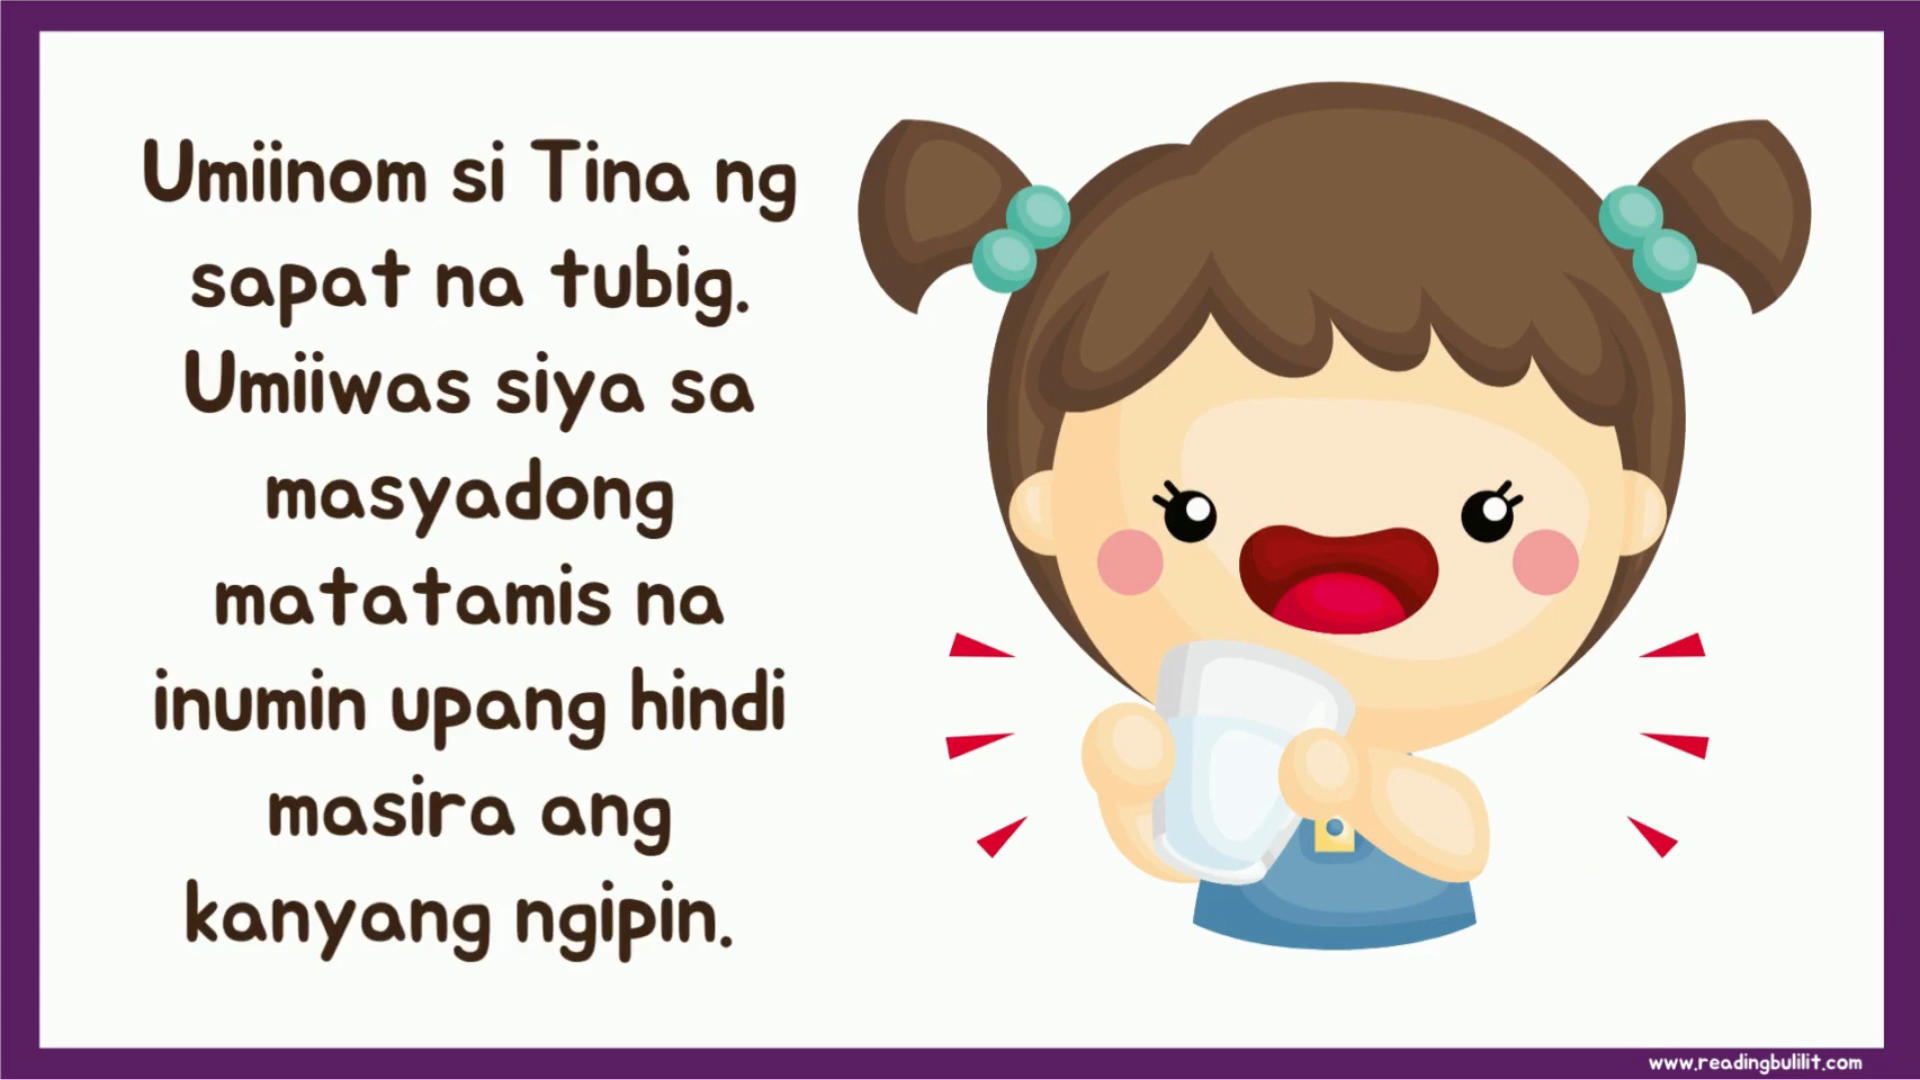 Umiinom si Tina ng
sapat na tubig.
Umiiwas siya sa
masyadong
matatamis na
inumin upang hindi
masira ang
kanyang ngipin.
www.readingbulilit.com